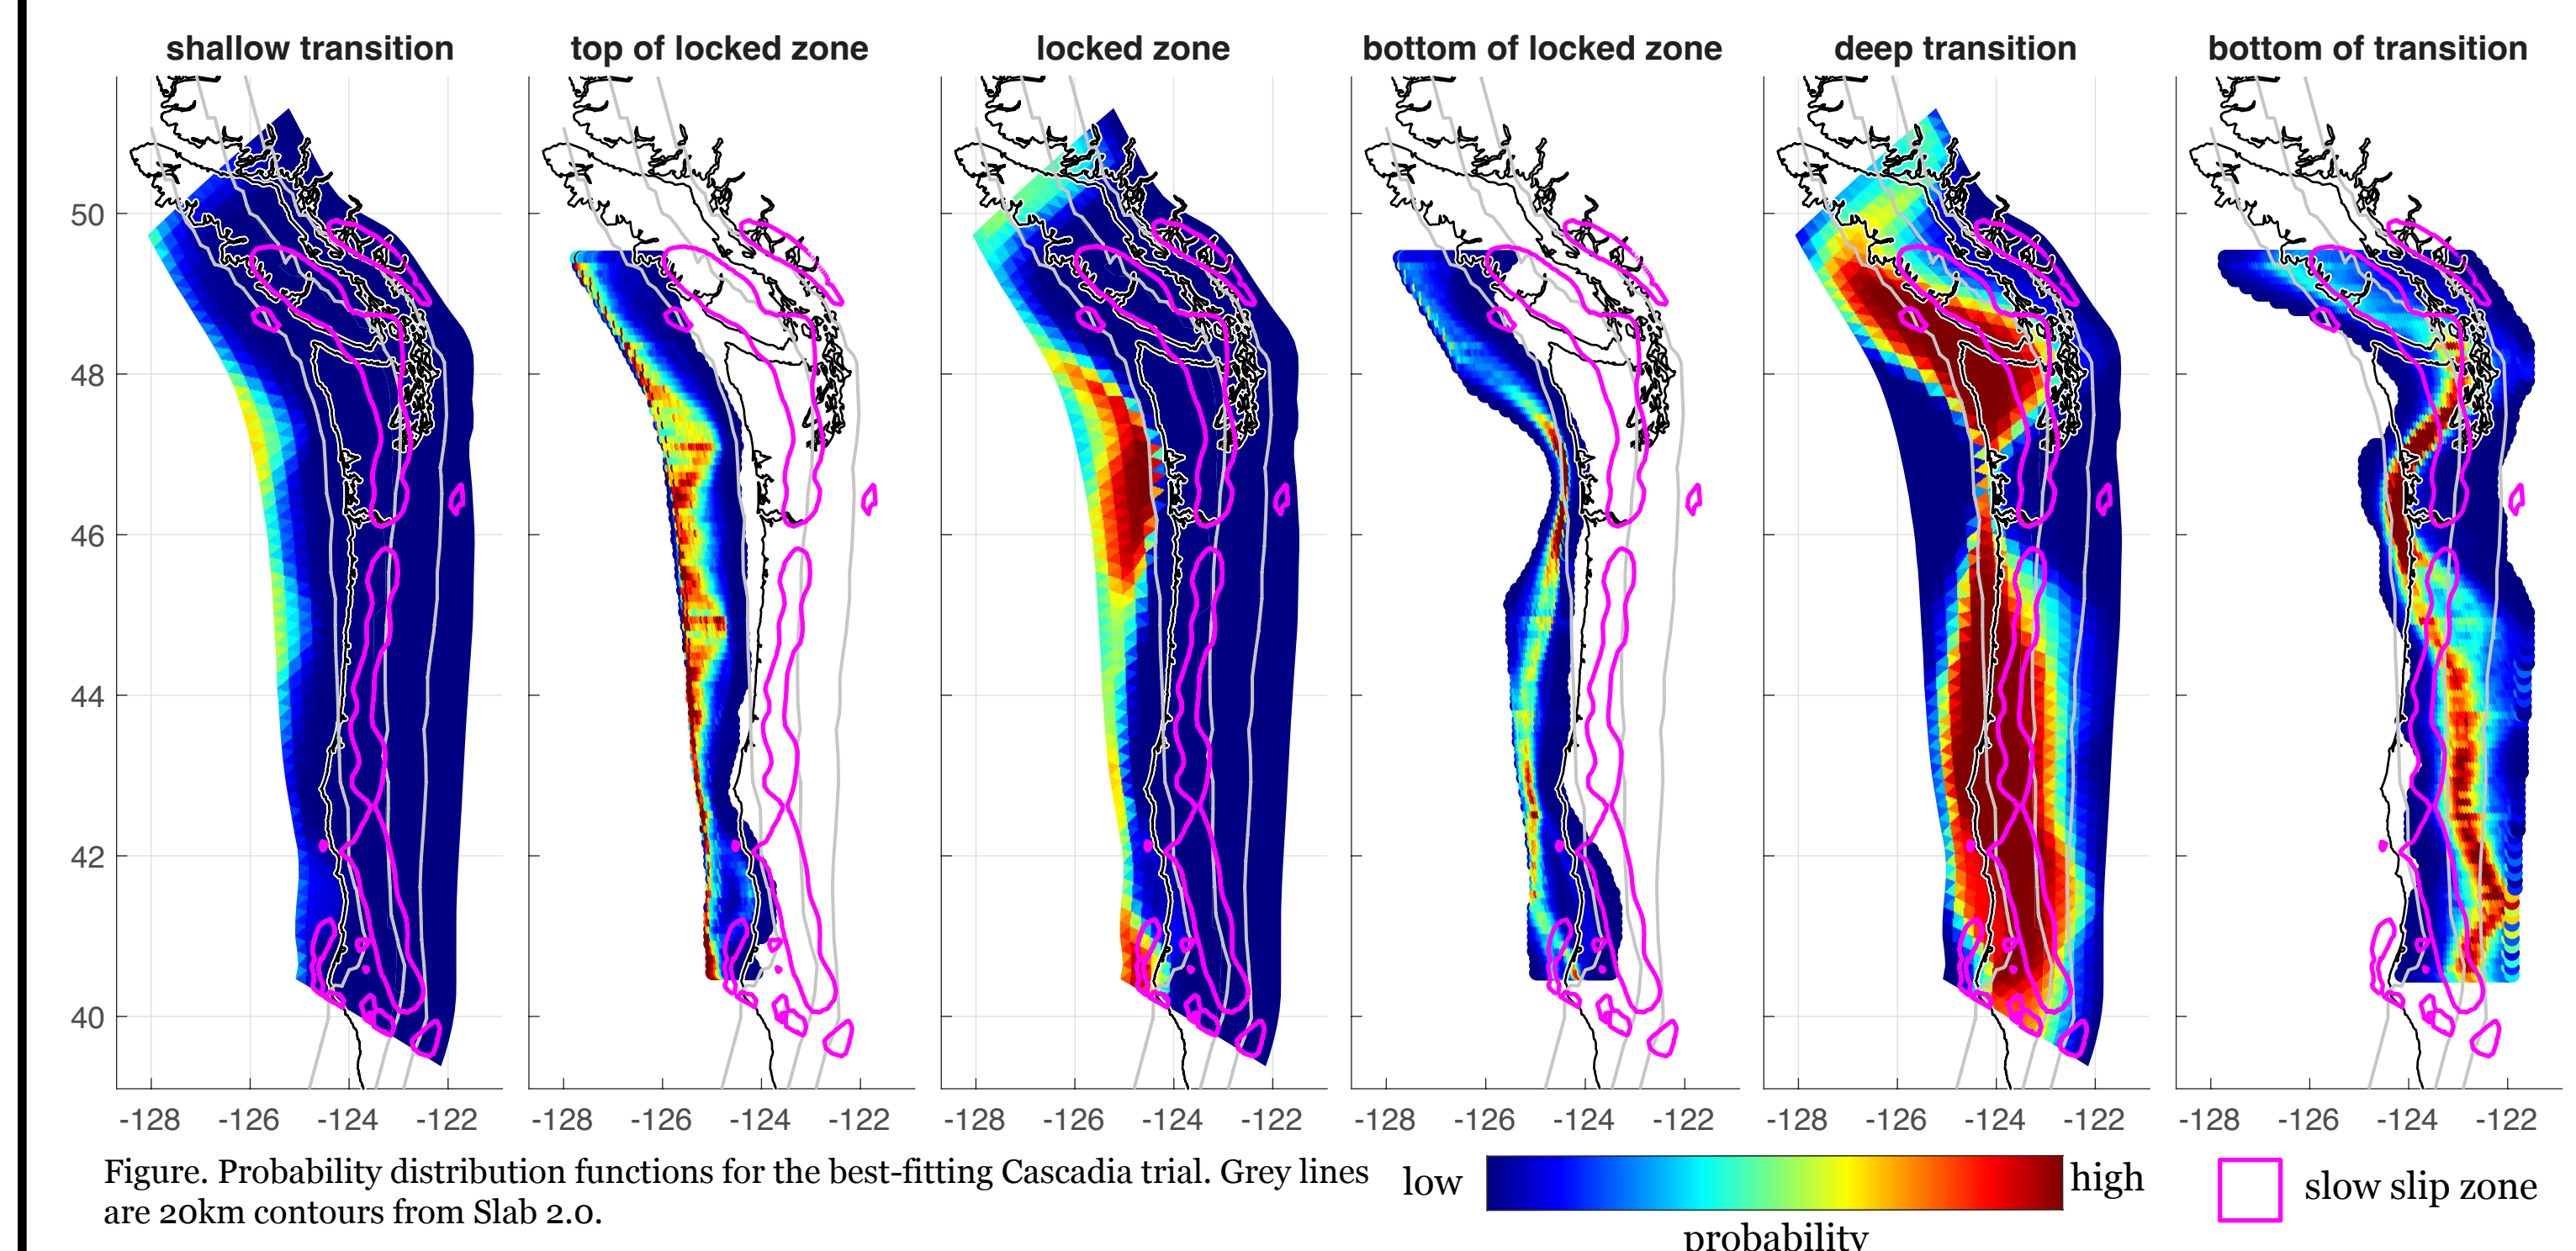 shallow transition
top of locked zone
locked zone
bottom of locked zone
deep transition
bottom of transition
50
48
46
44
42
40
-128 -126 -124 -122
-128 -126 -124 -122
-128 -126 -124 -122
-128 -126 -124 -122
-128 -126 -124 -122
-128 -126 -124 -122
Figure. Probability distribution functions for the best-fitting Cascadia trial. Grey lines
are 20km contours from Slab 2.0.
low
high
probability
slow slip zone